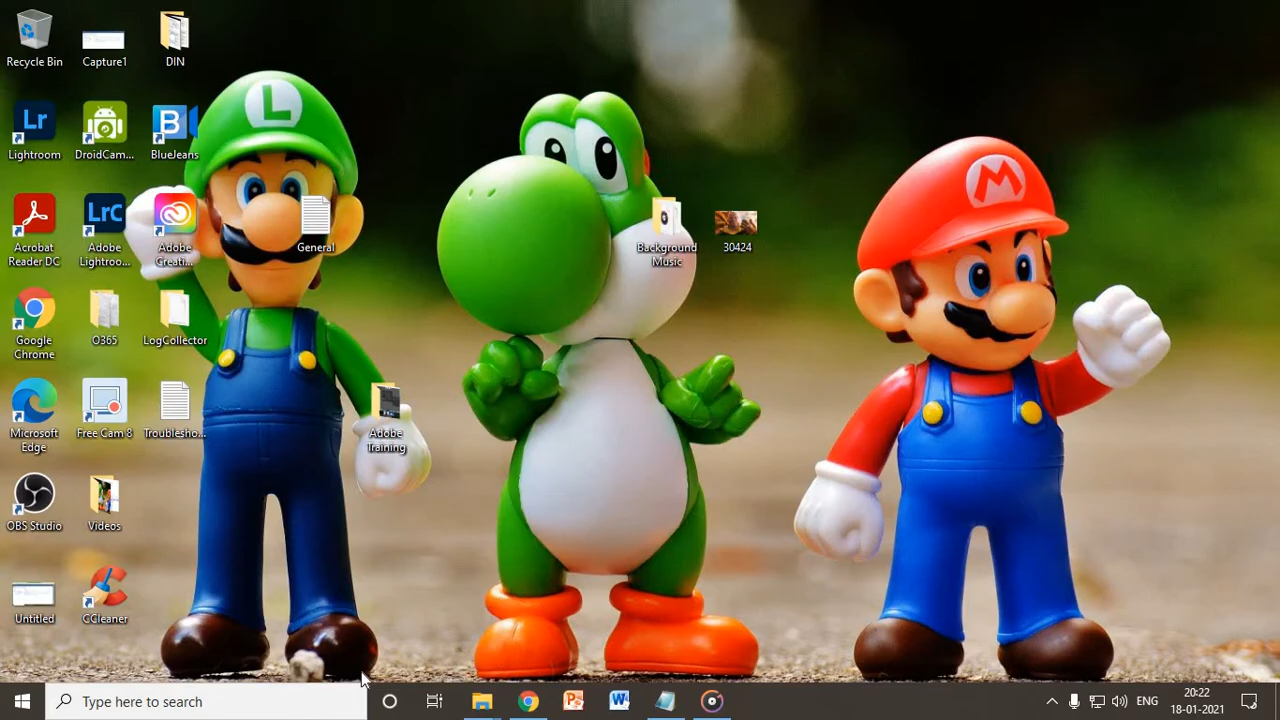 Recycle Bin
Capture1
DIN
Lr
Lightroom
DroidCam...
B
BlueJeans
L
M
Acrobat
Reader DC
LrC
Adobe
Lightroo...
Adobe
Creati...
General
Background
Music
30424
Google
Chrome
O365
LogCollector
Microsoft
Edge
Free Cam 8
Troublesho...
Adobe
Training
OBS Studio
Videos
Untitled
CCleaner
Type here to search
P
W
ENG
20:22
18-01-2021